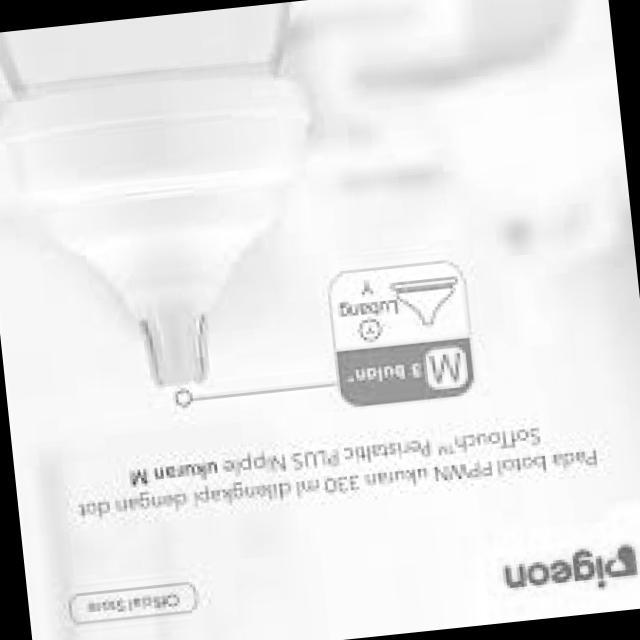 pigeon
Official Store
Pada botol PPWN ukuran 330 ml dilengkapi dengan dot
SofTouch™ Peristaltic PLUS Nipple ukuran M
M 3 bulan⁺
Lubang
Y